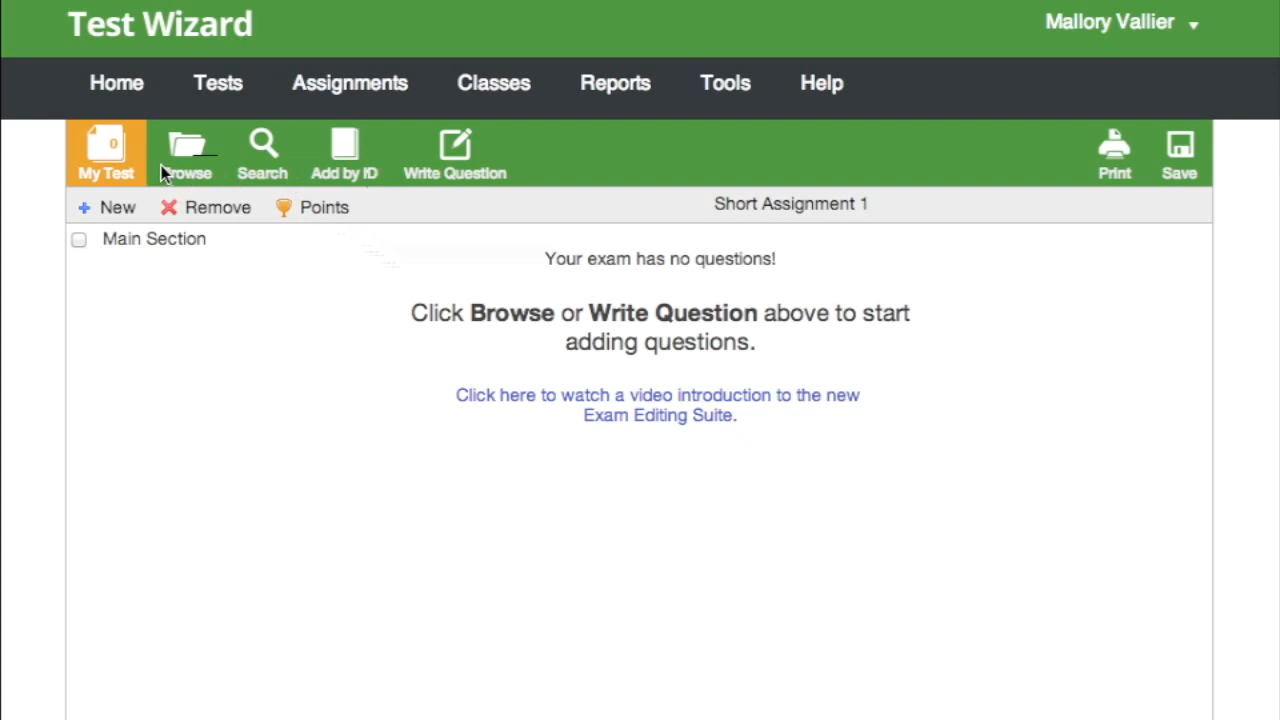 Test Wizard
Mallory Vallier
Home Tests Assignments Classes Reports Tools Help
0
My Test Browse Search Add by ID Write Question Print Save
New Remove Points Short Assignment 1
Main Section
Your exam has no questions!
Click Browse or Write Question above to start
adding questions.
Click here to watch a video introduction to the new
Exam Editing Suite.